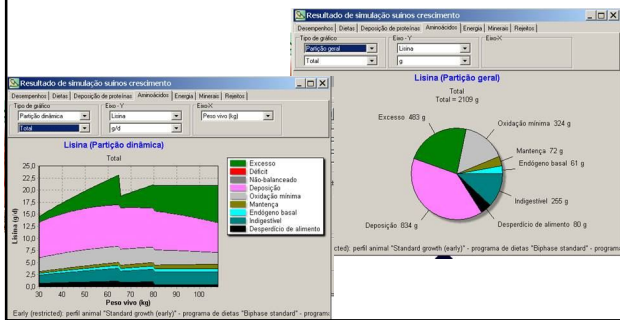 Resultado de simulação suínos crescimento
Desempenhos Dietas Deposição de proteínas Aminoácidos Energia Minerais Rejeitos
Tipo de gráfico Eixo - Y Eixo-X
Partição geral Lisina
Total g
Lisina (Partição geral)
Total
Total = 2109 g
Excesso 483 g
Oxidação mínima 324 g
Mantença 72 g
Endógeno basal 61 g
Indigestível 255 g
Desperdício de alimento 80 g
Deposição 834 g
cted): perfil animal "Standard growth (early)" - programa de dietas "Biphase standard" - program
Resultado de simulação suínos crescimento
Desempenhos Dietas Deposição de proteínas Aminoácidos Energia Minerais Rejeitos
Tipo de gráfico Eixo - Y Eixo-X
Partição dinâmica Lisina Peso vivo (kg)
Total g/d
Lisina (Partição dinâmica)
Total
Lisina (g/d)
25,0
22,5
20,0
17,5
15,0
12,5
10,0
7,5
5,0
2,5
0,0
30 40 50 60 70 80 90 100
Peso vivo (kg)
Excesso
Déficit
Não-balanceado
Deposição
Oxidação mínima
Mantença
Endógeno basal
Indigestível
Desperdício de alimento
Early (restricted): perfil animal "Standard growth (early)" - programa de dietas "Biphase standard" - program